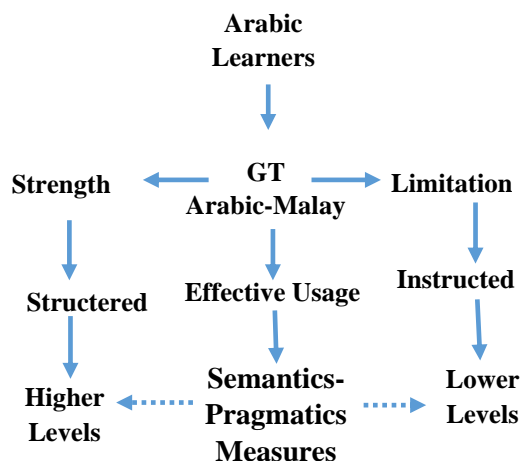 Arabic
Learners
Strength
GT
Arabic-Malay
Limitation
Structered
Effective Usage
Instructed
Higher
Levels
Semantics-
Pragmatics
Measures
Lower
Levels